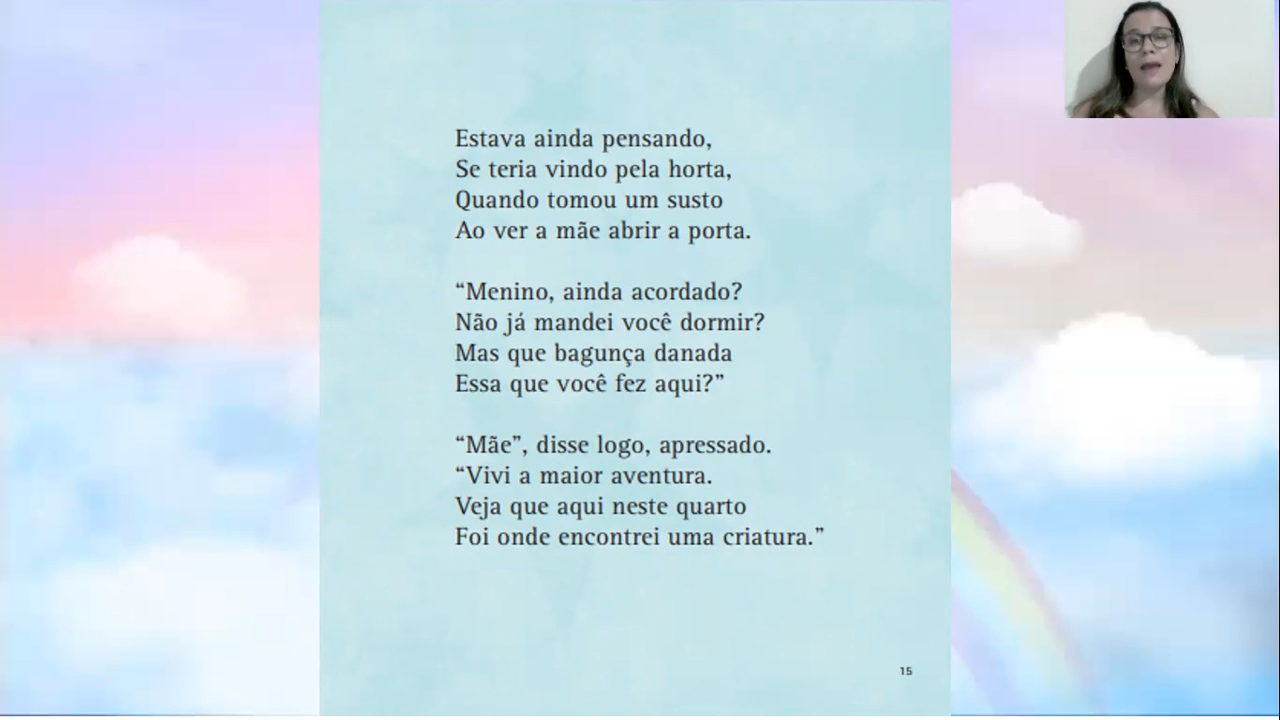 Estava ainda pensando,
Se teria vindo pela horta,
Quando tomou um susto
Ao ver a mãe abrir a porta.
“Menino, ainda acordado?
Não já mandei você dormir?
Mas que bagunça danada
Essa que você fez aqui?”
“Mãe”, disse logo, apressado.
“Vivi a maior aventura.
Veja que aqui neste quarto
Foi onde encontrei uma criatura.”
15